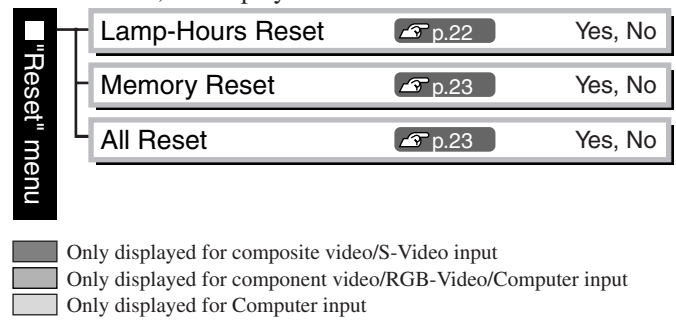 "Reset" menu
Lamp-Hours Reset p.22 Yes, No
Memory Reset p.23 Yes, No
All Reset p.23 Yes, No
Only displayed for composite video/S-Video input
Only displayed for component video/RGB-Video/Computer input
Only displayed for Computer input